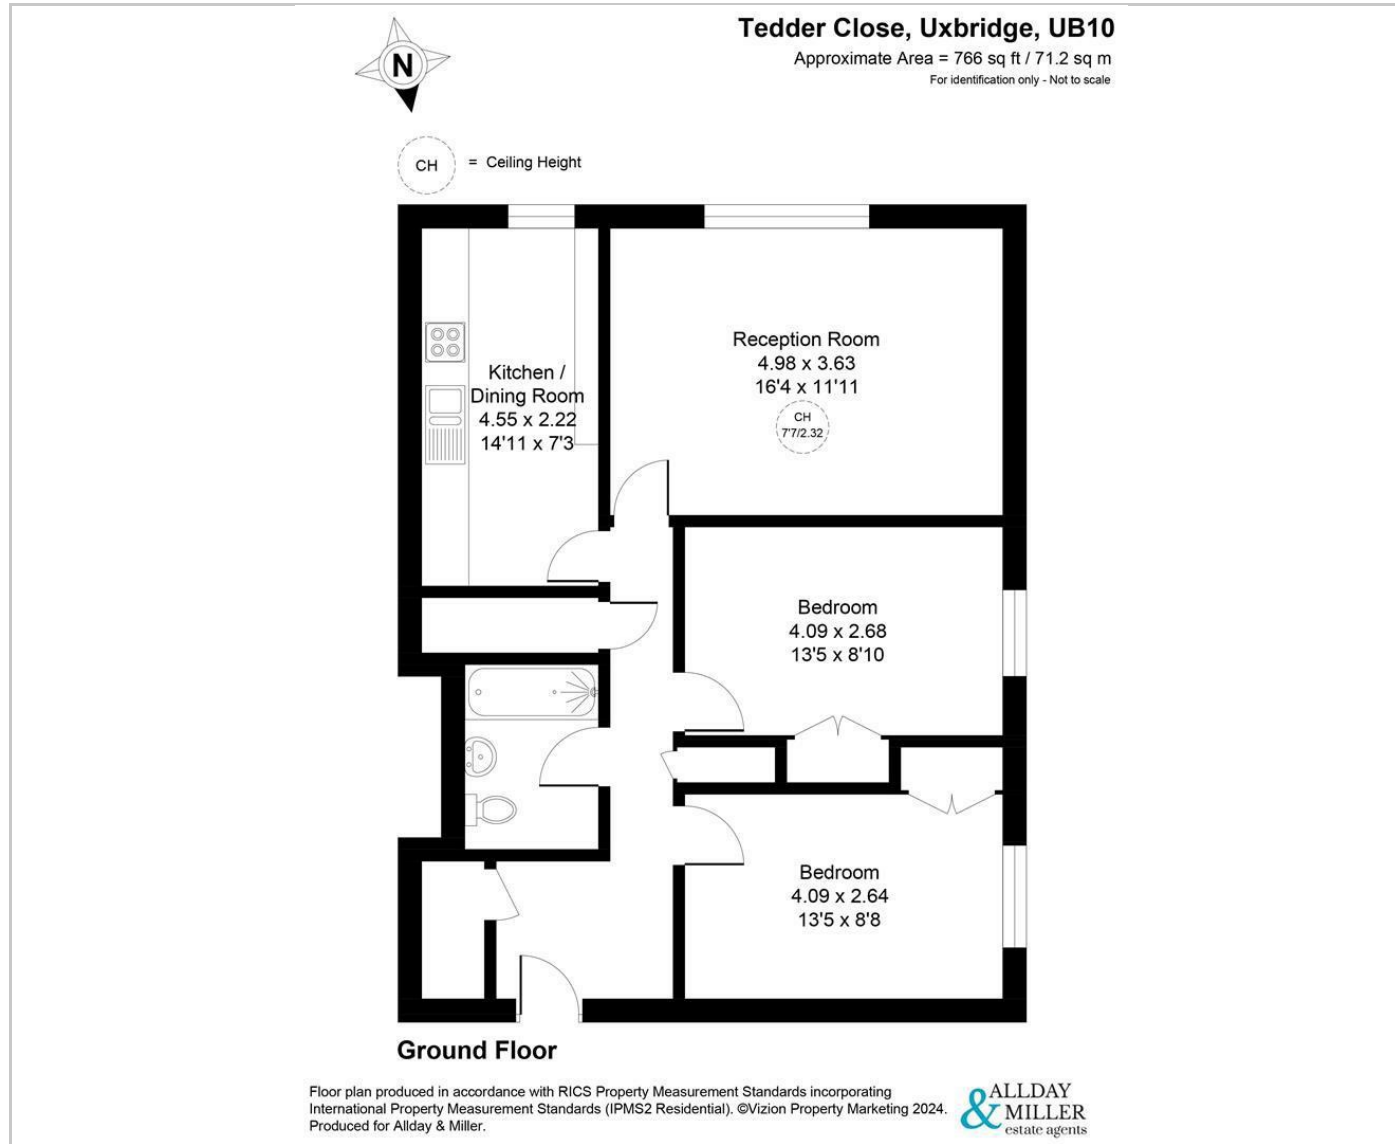 Tedder Close, Uxbridge, UB10
Approximate Area = 766 sq ft / 71.2 sq m
For identification only - Not to scale
N
CH = Ceiling Height
Reception Room
4.98 x 3.63
16'4 x 11'11
CH
7'7/2.32
Kitchen /
Dining Room
4.55 x 2.22
14'11 x 7'3
Bedroom
4.09 x 2.68
13'5 x 8'10
Bedroom
4.09 x 2.64
13'5 x 8'8
Ground Floor
Floor plan produced in accordance with RICS Property Measurement Standards incorporating
International Property Measurement Standards (IPMS2 Residential). ©Vizion Property Marketing 2024.
Produced for Allday & Miller.
ALLDAY
& MILLER
estate agents